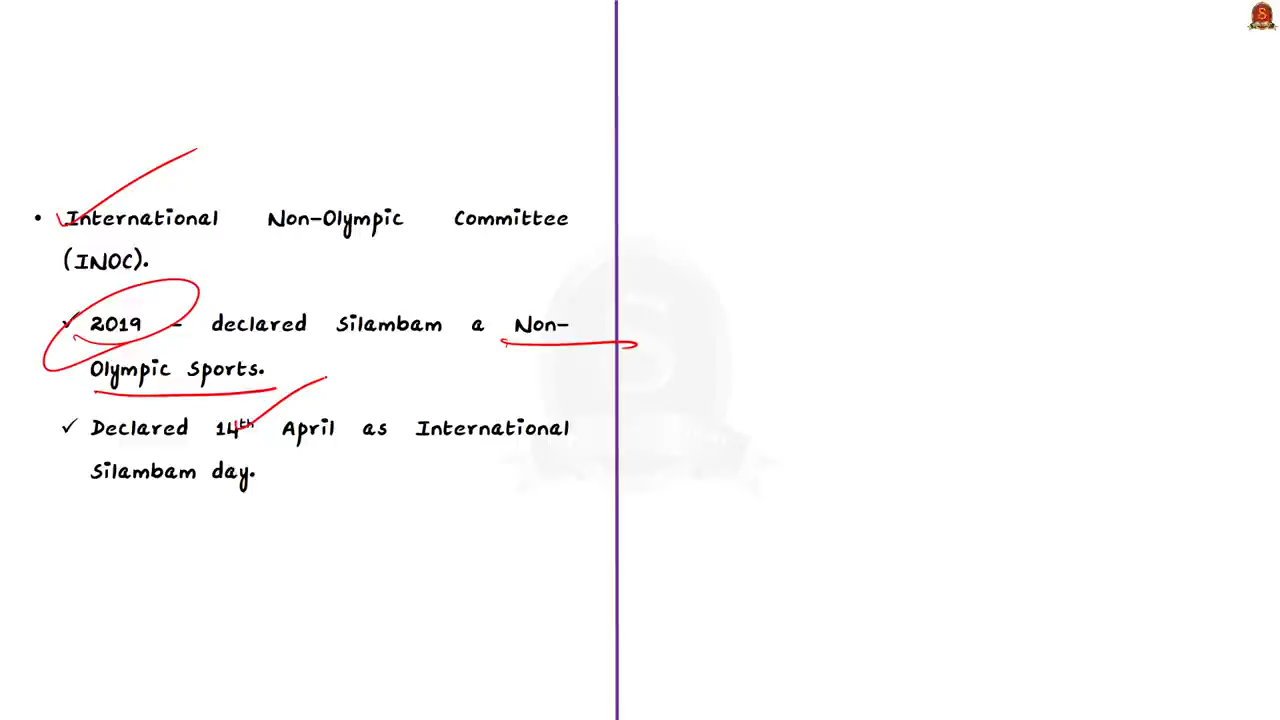 • International Non-Olympic Committee
(INOC).
✓ 2019 - declared Silambam a Non-
Olympic Sports.
✓ Declared 14th April as International
Silambam day.